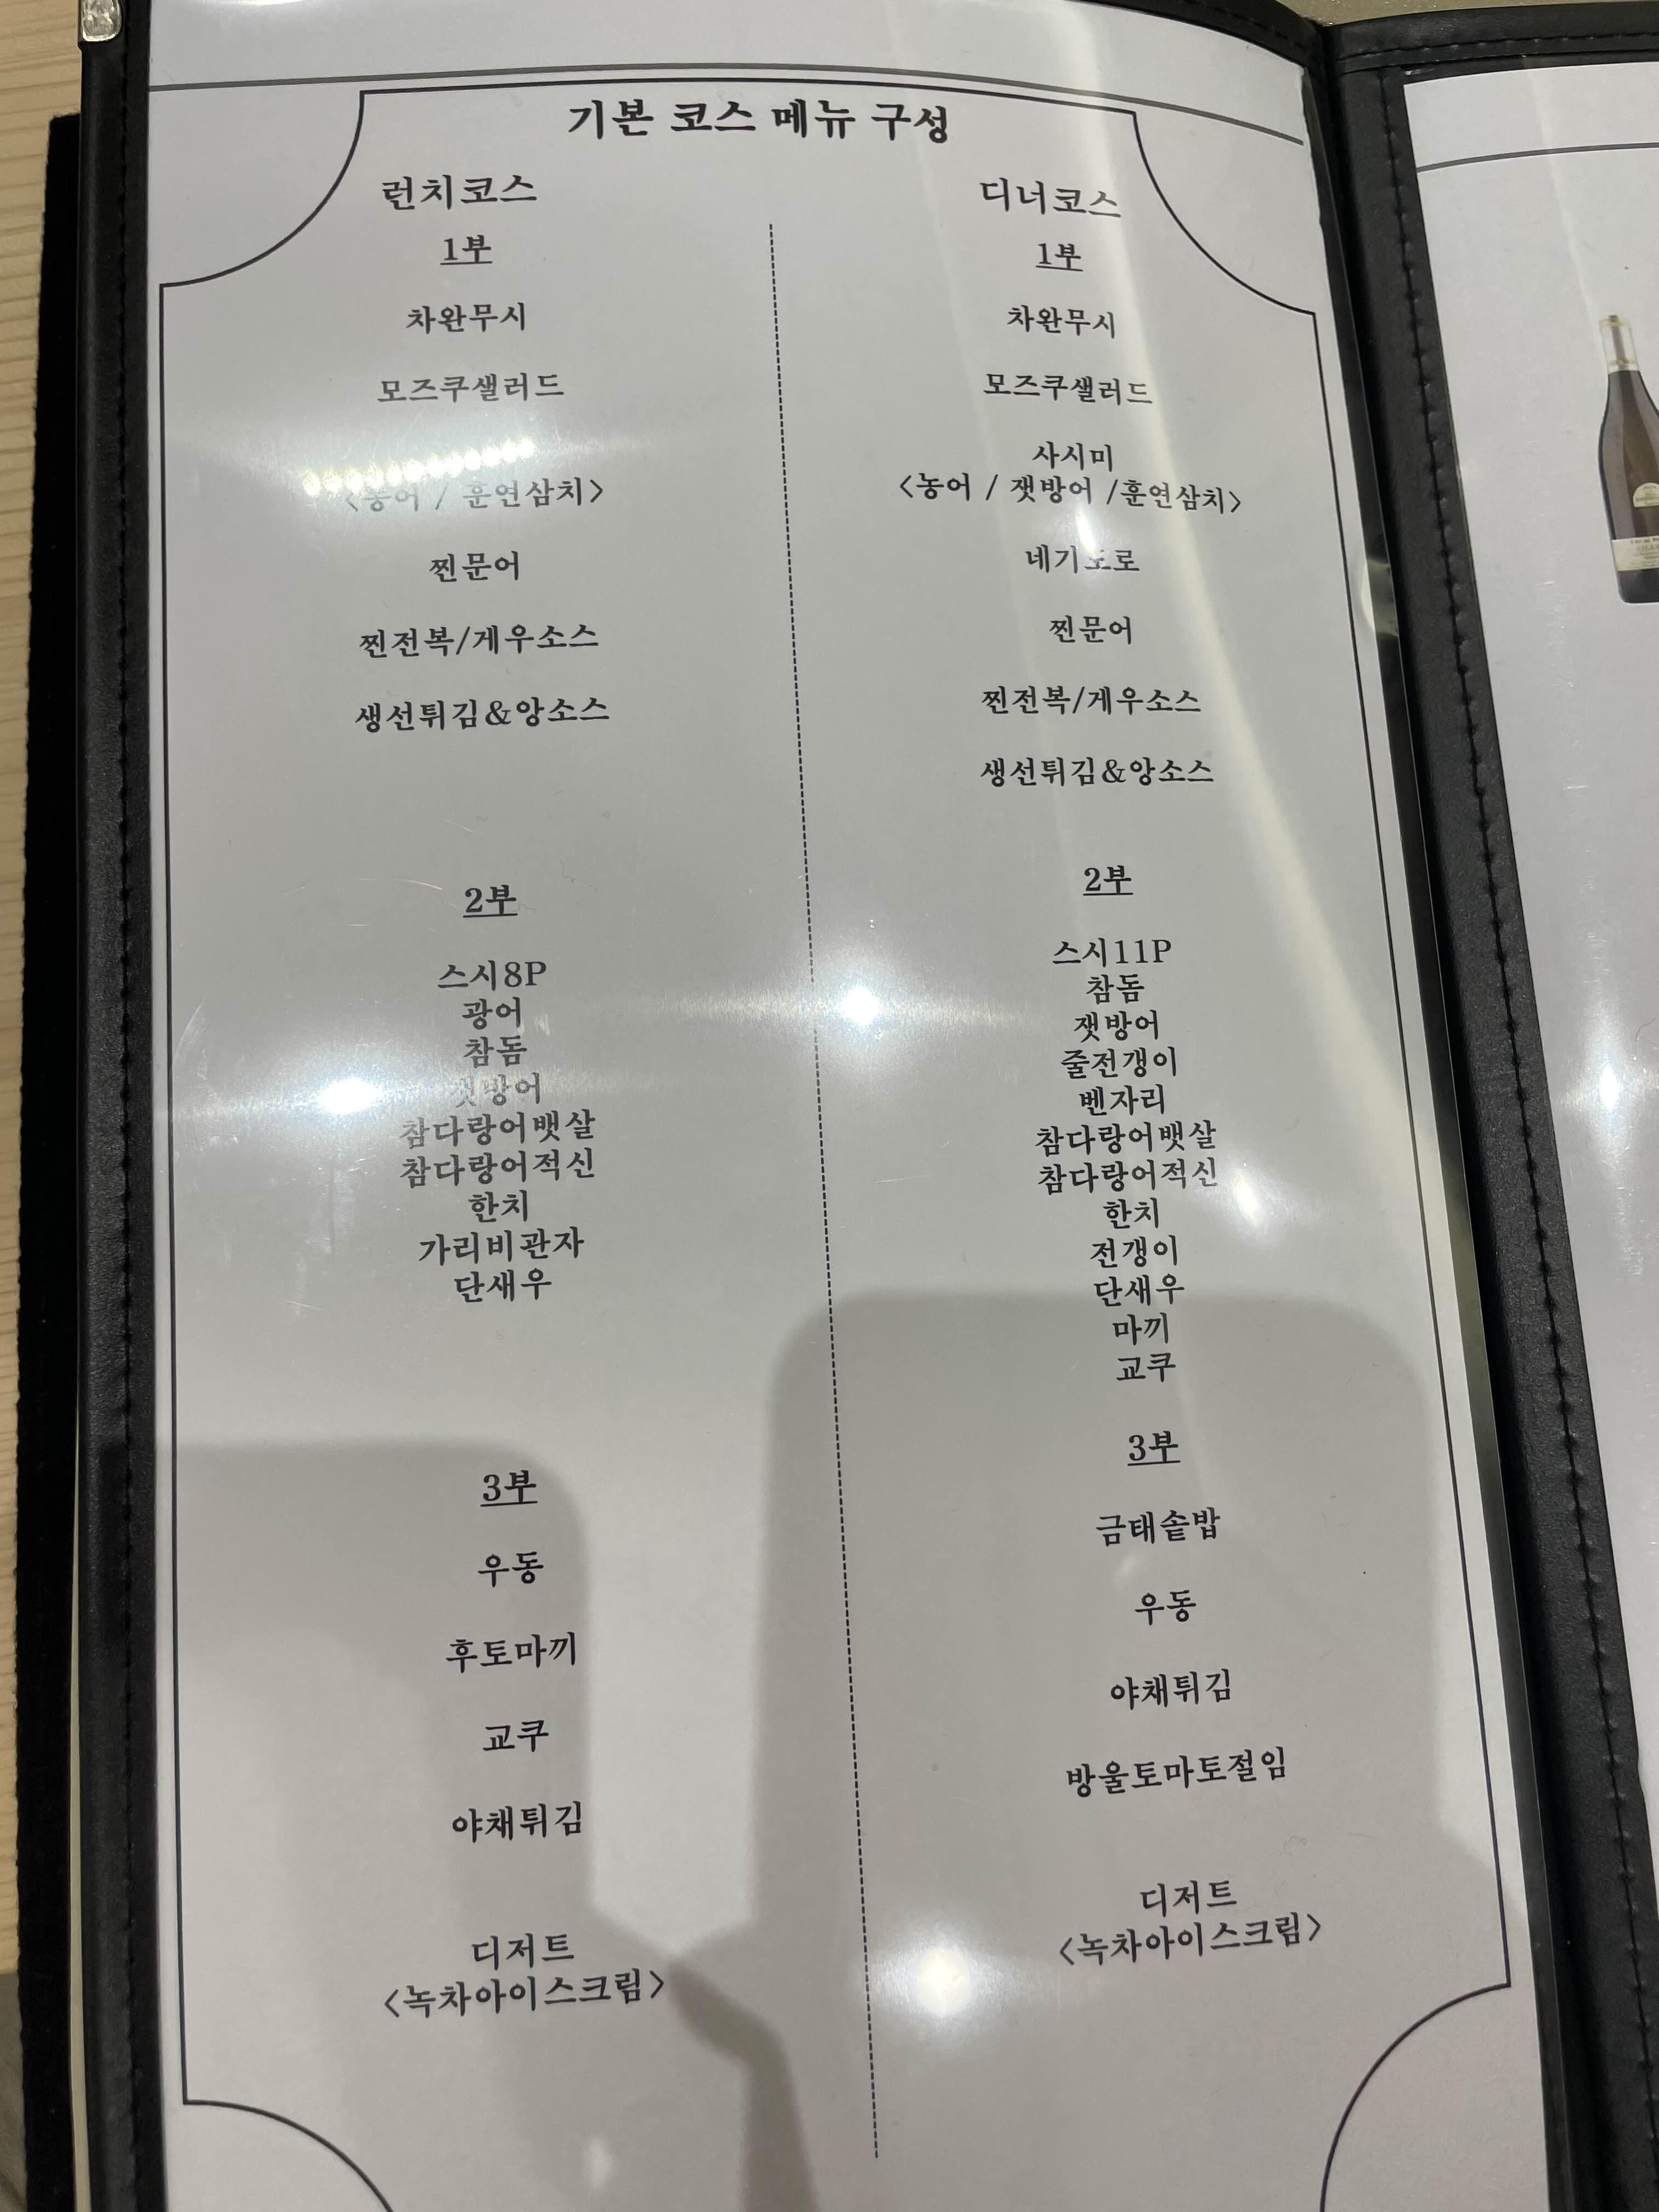 기본 코스 메뉴 구성
런치코스
1부
차완무시
모즈쿠샐러드
<농어 / 훈연삼치>
찐문어
찐전복/게우소스
생선튀김&앙소스
2부
스시8P
광어
참돔
잿방어
참다랑어뱃살
참다랑어적신
한치
가리비관자
단새우
3부
우동
후토마끼
교쿠
야채튀김
디저트
<녹차아이스크림>
디너코스
1부
차완무시
모즈쿠샐러드
사시미
<농어 / 잿방어 /훈연삼치>
네기도로
찐문어
찐전복/게우소스
생선튀김&앙소스
2부
스시11P
참돔
잿방어
줄전갱이
벤자리
참다랑어뱃살
참다랑어적신
한치
전갱이
단새우
마끼
교쿠
3부
금태솥밥
우동
야채튀김
방울토마토절임
디저트
<녹차아이스크림>